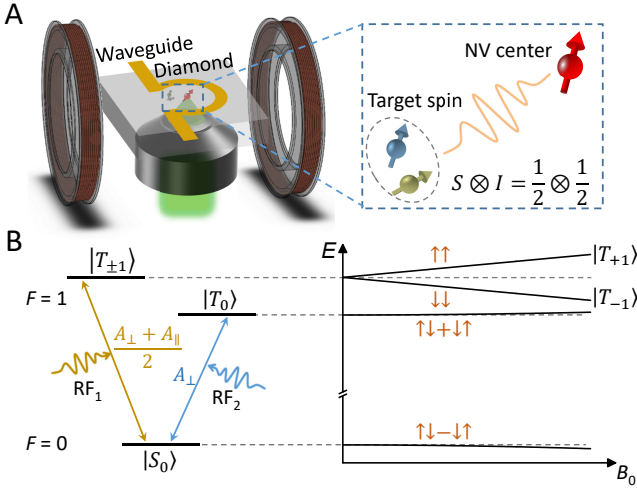 A
Waveguide
Diamond
NV center
Target spin
S ⊗ I = 1/2 ⊗ 1/2
B
|T±1⟩
F = 1
|T0⟩
A⊥ + A∥
2
RF1
A⊥
RF2
F = 0
|S0⟩
E
↑↑
|T+1⟩
↓↓
|T−1⟩
↑↓+↓↑
↑↓−↓↑
B0